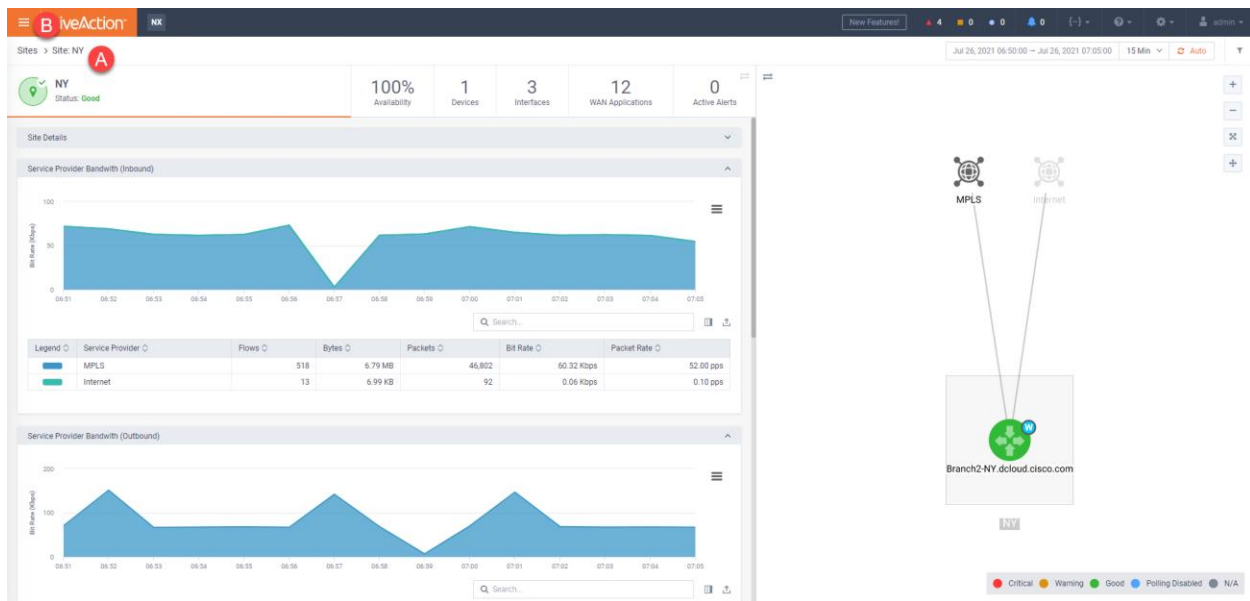 B iveAction NX New Features! 4 0 0 0 {--} admin
Sites > Site: NY A Jul 26, 2021 06:50:00 – Jul 26, 2021 07:05:00 15 Min Auto
NY
Status: Good
100% 1 3 12 0
Availability Devices Interfaces WAN Applications Active Alerts
Site Details
Service Provider Bandwith (Inbound)
100
50
0
Bit Rate (Kbps)
06:51 06:52 06:53 06:54 06:55 06:56 06:57 06:58 06:59 07:00 07:01 07:02 07:03 07:04 07:05
Search...
Legend Service Provider Flows Bytes Packets Bit Rate Packet Rate
MPLS 518 6.79 MB 46,802 60.32 Kbps 52.00 pps
Internet 13 6.99 KB 92 0.06 Kbps 0.10 pps
Service Provider Bandwith (Outbound)
200
100
0
Bit Rate (Kbps)
06:51 06:52 06:53 06:54 06:55 06:56 06:57 06:58 06:59 07:00 07:01 07:02 07:03 07:04 07:05
Search...
MPLS Internet
W
Branch2-NY.dcloud.cisco.com
NY
Critical Warning Good Polling Disabled N/A